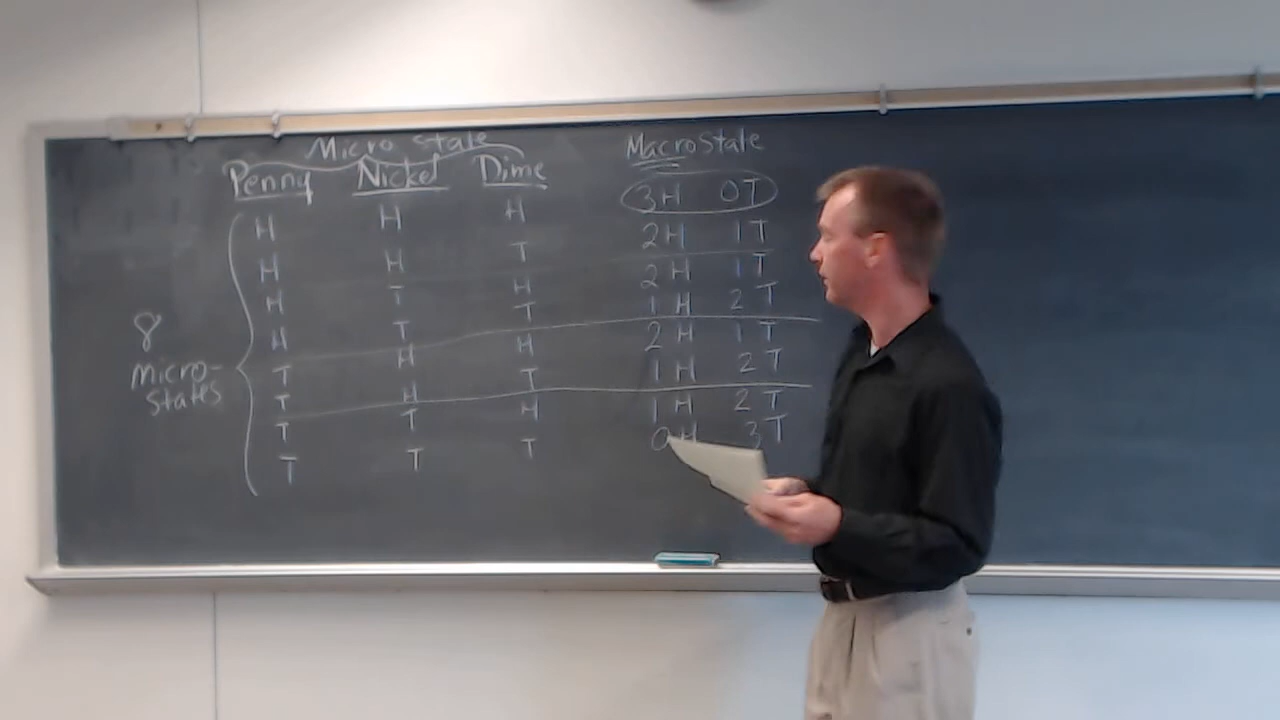 Micro state MacroState
Penny Nickel Dime 3H 0T
H H H 2H 1T
H H T 2H 1T
H T H 1H 2T
H T T 2H 1T
T H H 1H 2T
T H T 1H 2T
T T H 0H 3T
T T T
8
micro-
states